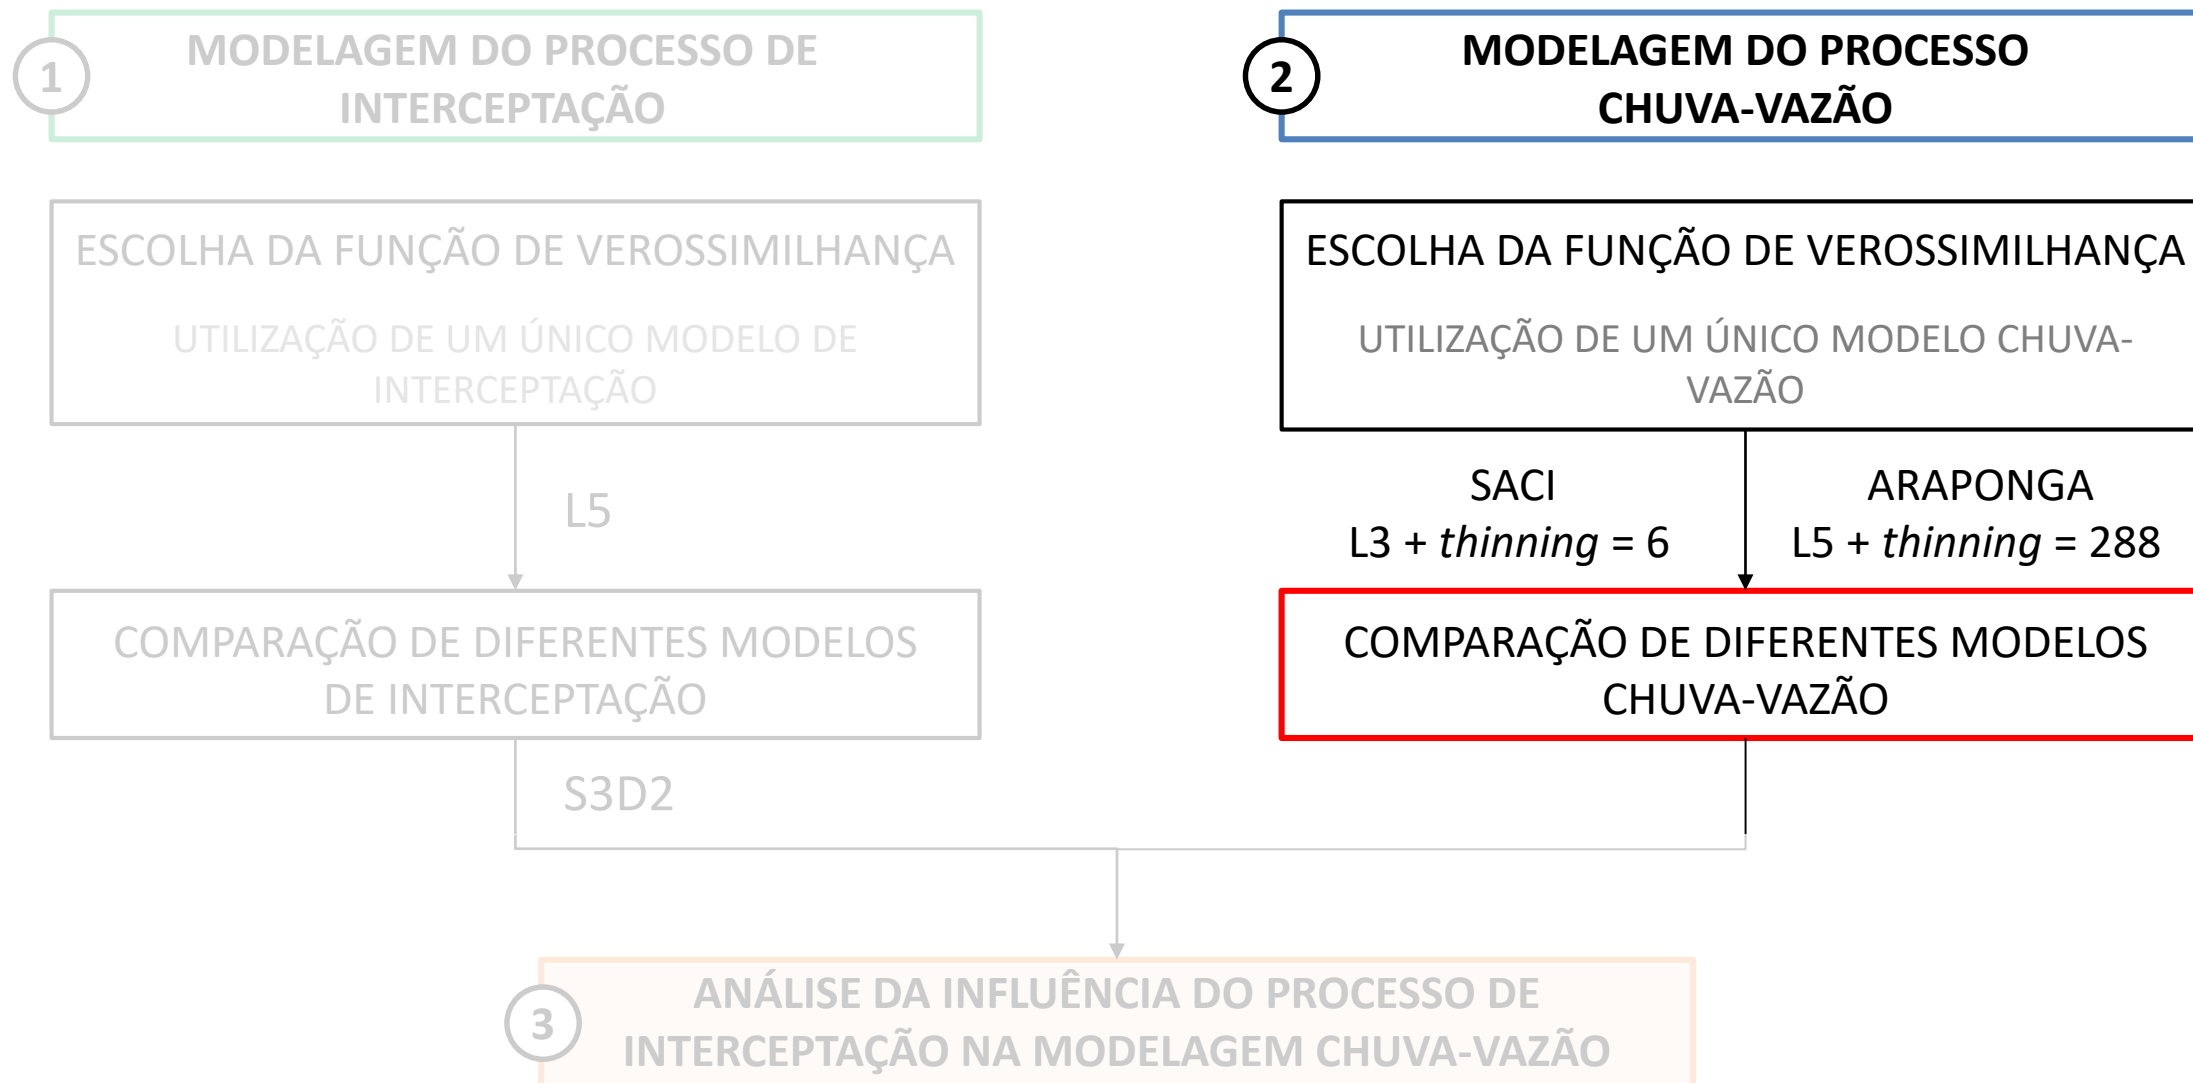 1
MODELAGEM DO PROCESSO DE
INTERCEPTAÇÃO
ESCOLHA DA FUNÇÃO DE VEROSSIMILHANÇA
UTILIZAÇÃO DE UM ÚNICO MODELO DE
INTERCEPTAÇÃO
L5
COMPARAÇÃO DE DIFERENTES MODELOS
DE INTERCEPTAÇÃO
S3D2
2
MODELAGEM DO PROCESSO
CHUVA-VAZÃO
ESCOLHA DA FUNÇÃO DE VEROSSIMILHANÇA
UTILIZAÇÃO DE UM ÚNICO MODELO CHUVA-
VAZÃO
SACI
L3 + thinning = 6
ARAPONGA
L5 + thinning = 288
COMPARAÇÃO DE DIFERENTES MODELOS
CHUVA-VAZÃO
3
ANÁLISE DA INFLUÊNCIA DO PROCESSO DE
INTERCEPTAÇÃO NA MODELAGEM CHUVA-VAZÃO